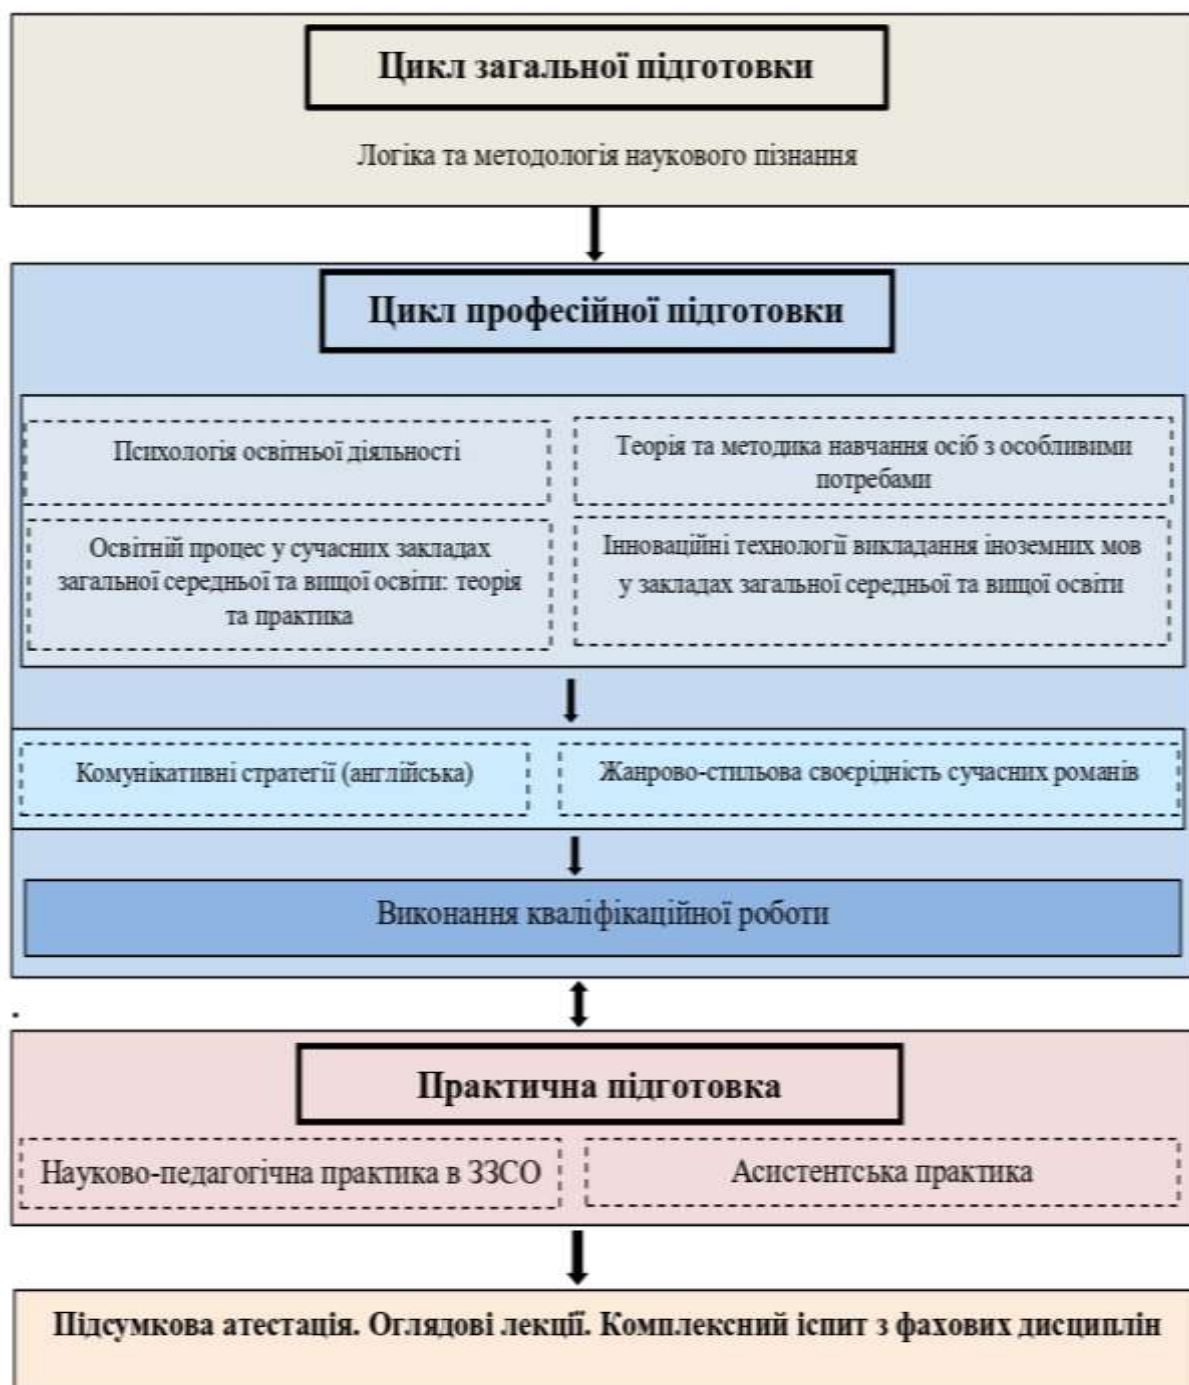 Цикл загальної підготовки
Логіка та методологія наукового пізнання
Цикл професійної підготовки
Психологія освітньої діяльності
Теорія та методика навчання осіб з особливими
потребами
Освітній процес у сучасних закладах
загальної середньої та вищої освіти: теорія
та практика
Інноваційні технології викладання іноземних мов
у закладах загальної середньої та вищої освіти
Комунікативні стратегії (англійська)
Жанрово-стильова своєрідність сучасних романів
Виконання кваліфікаційної роботи
.
Практична підготовка
Науково-педагогічна практика в ЗЗСО
Асистентська практика
Підсумкова атестація. Оглядові лекції. Комплексний іспит з фахових дисциплін